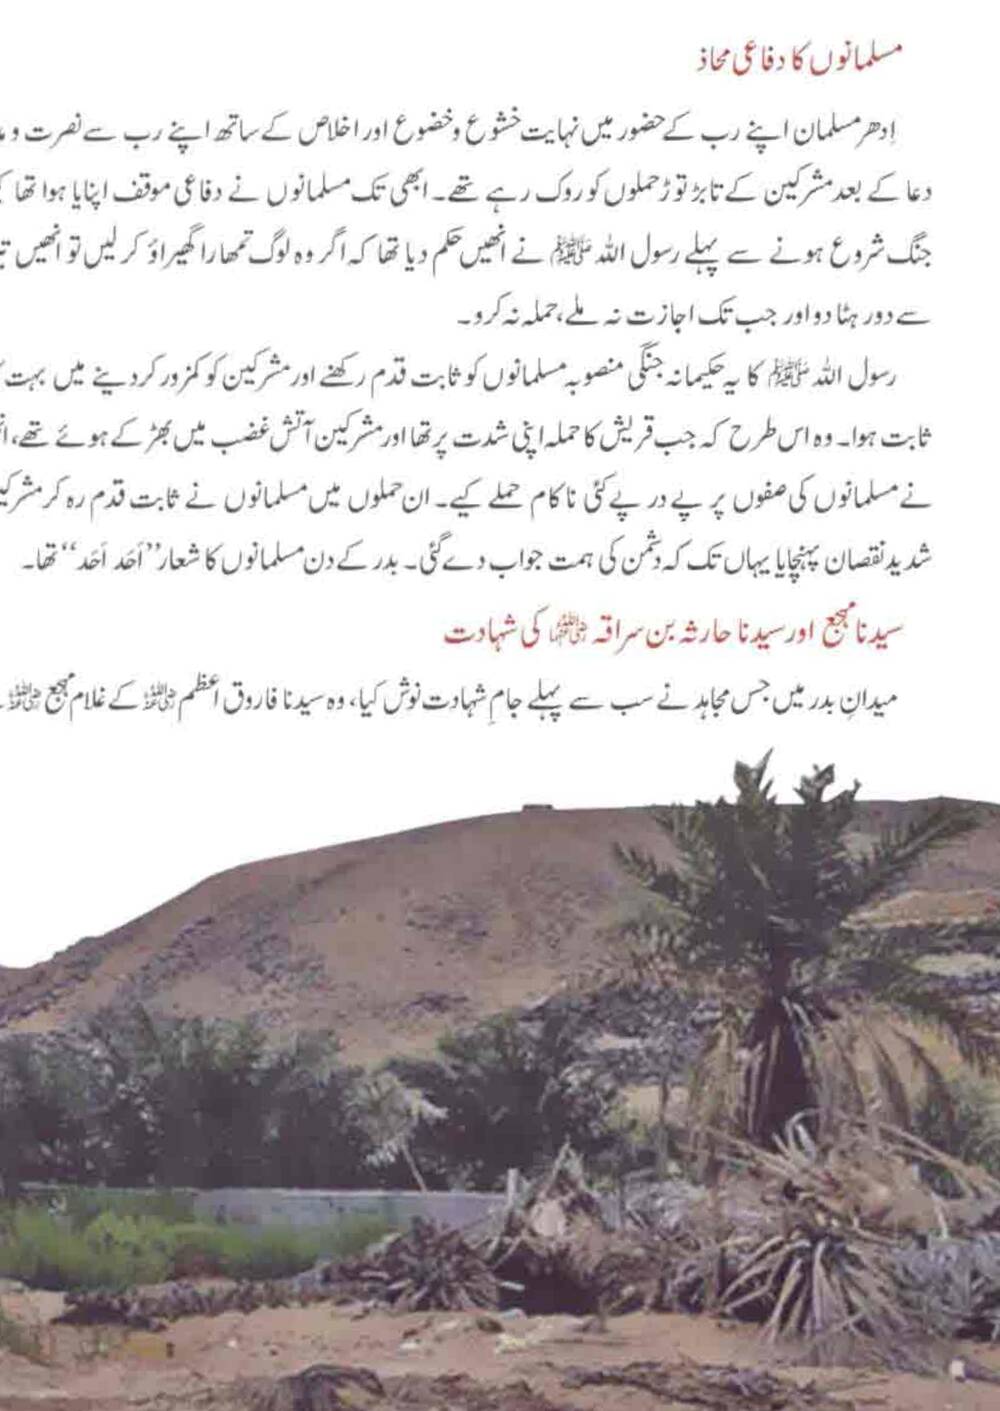 مسلمانوں کا دفاعی محاذ
اِدھر مسلمان اپنے رب کے حضور میں نہایت خشوع و خضوع اور اخلاص کے ساتھ اپنے رب سے نصرت و
دعا کے بعد مشرکین کے تابڑ توڑ حملوں کو روک رہے تھے۔ ابھی تک مسلمانوں نے دفاعی موقف اپنایا ہوا تھا
جنگ شروع ہونے سے پہلے رسول اللہ ﷺ نے انھیں حکم دیا تھا کہ اگر وہ لوگ تمھارا گھیراؤ کر لیں تو انھیں
سے دور ہٹا دو اور جب تک اجازت نہ ملے، حملہ نہ کرو۔
رسول اللہ ﷺ کا یہ حکیمانہ جنگی منصوبہ مسلمانوں کو ثابت قدم رکھنے اور مشرکین کو کمزور کر دینے میں بہت
ثابت ہوا۔ وہ اس طرح کہ جب قریش کا حملہ اپنی شدت پر تھا اور مشرکین آتش غضب میں بھڑکے ہوئے تھے،
نے مسلمانوں کی صفوں پر پے در پے کئی ناکام حملے کیے۔ ان حملوں میں مسلمانوں نے ثابت قدم رہ کر
شدید نقصان پہنچایا یہاں تک کہ دشمن کی ہمت جواب دے گئی۔ بدر کے دن مسلمانوں کا شعار ’’اَحَد اَحَد‘‘ تھا۔
سیدنا مہجع اور سیدنا حارثہ بن سراقہ رضی اللہ عنہما کی شہادت
میدانِ بدر میں جس مجاہد نے سب سے پہلے جامِ شہادت نوش کیا، وہ سیدنا فاروق اعظم رضی اللہ عنہ کے غلام مہجع رضی اللہ عنہ